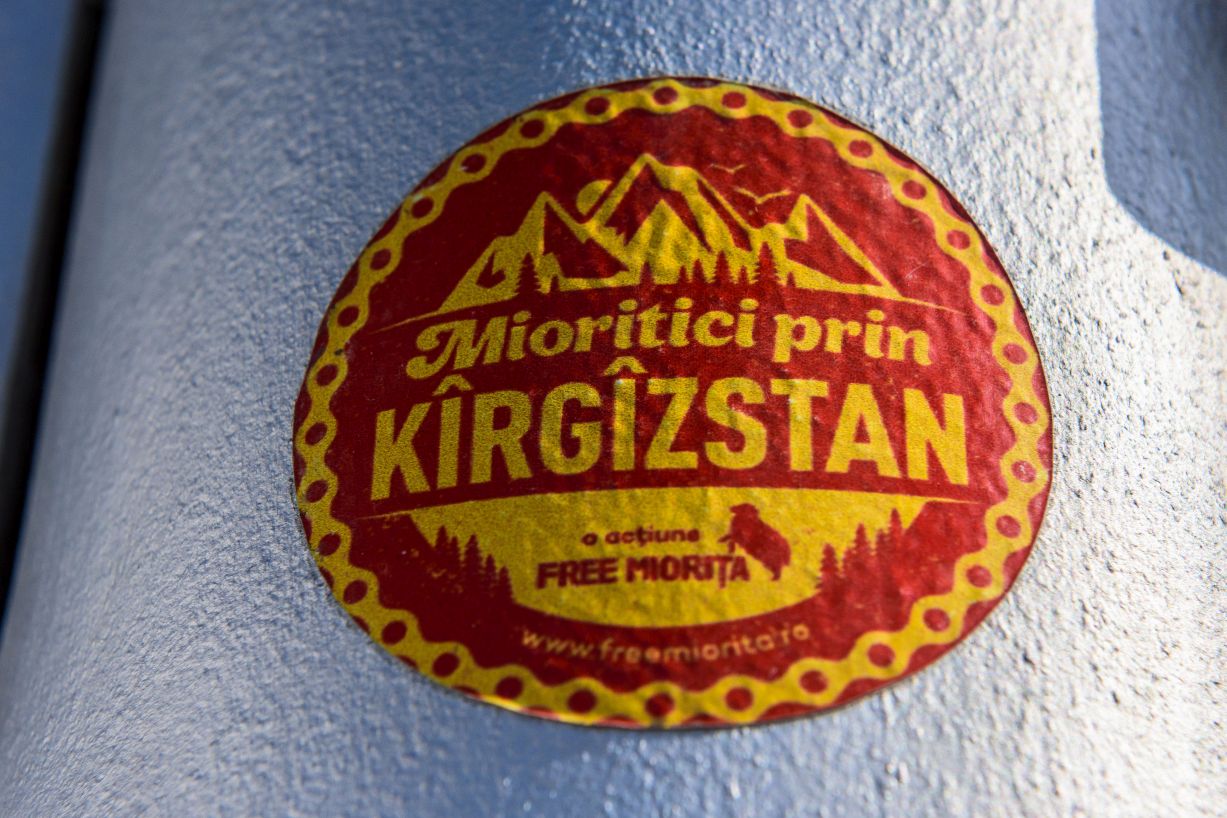 Mioritici prin
KÎRGÎZSTAN
o acțiune
FREE MIORIȚA
www.freemiorita.ro